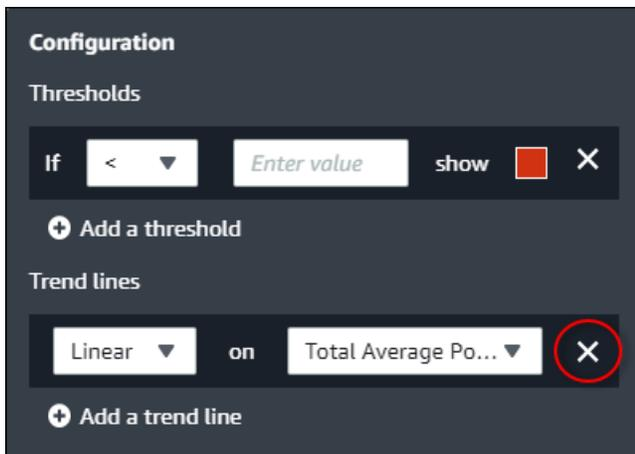 Configuration
Thresholds
If < Enter value show
Add a threshold
Trend lines
Linear on Total Average Po...
Add a trend line